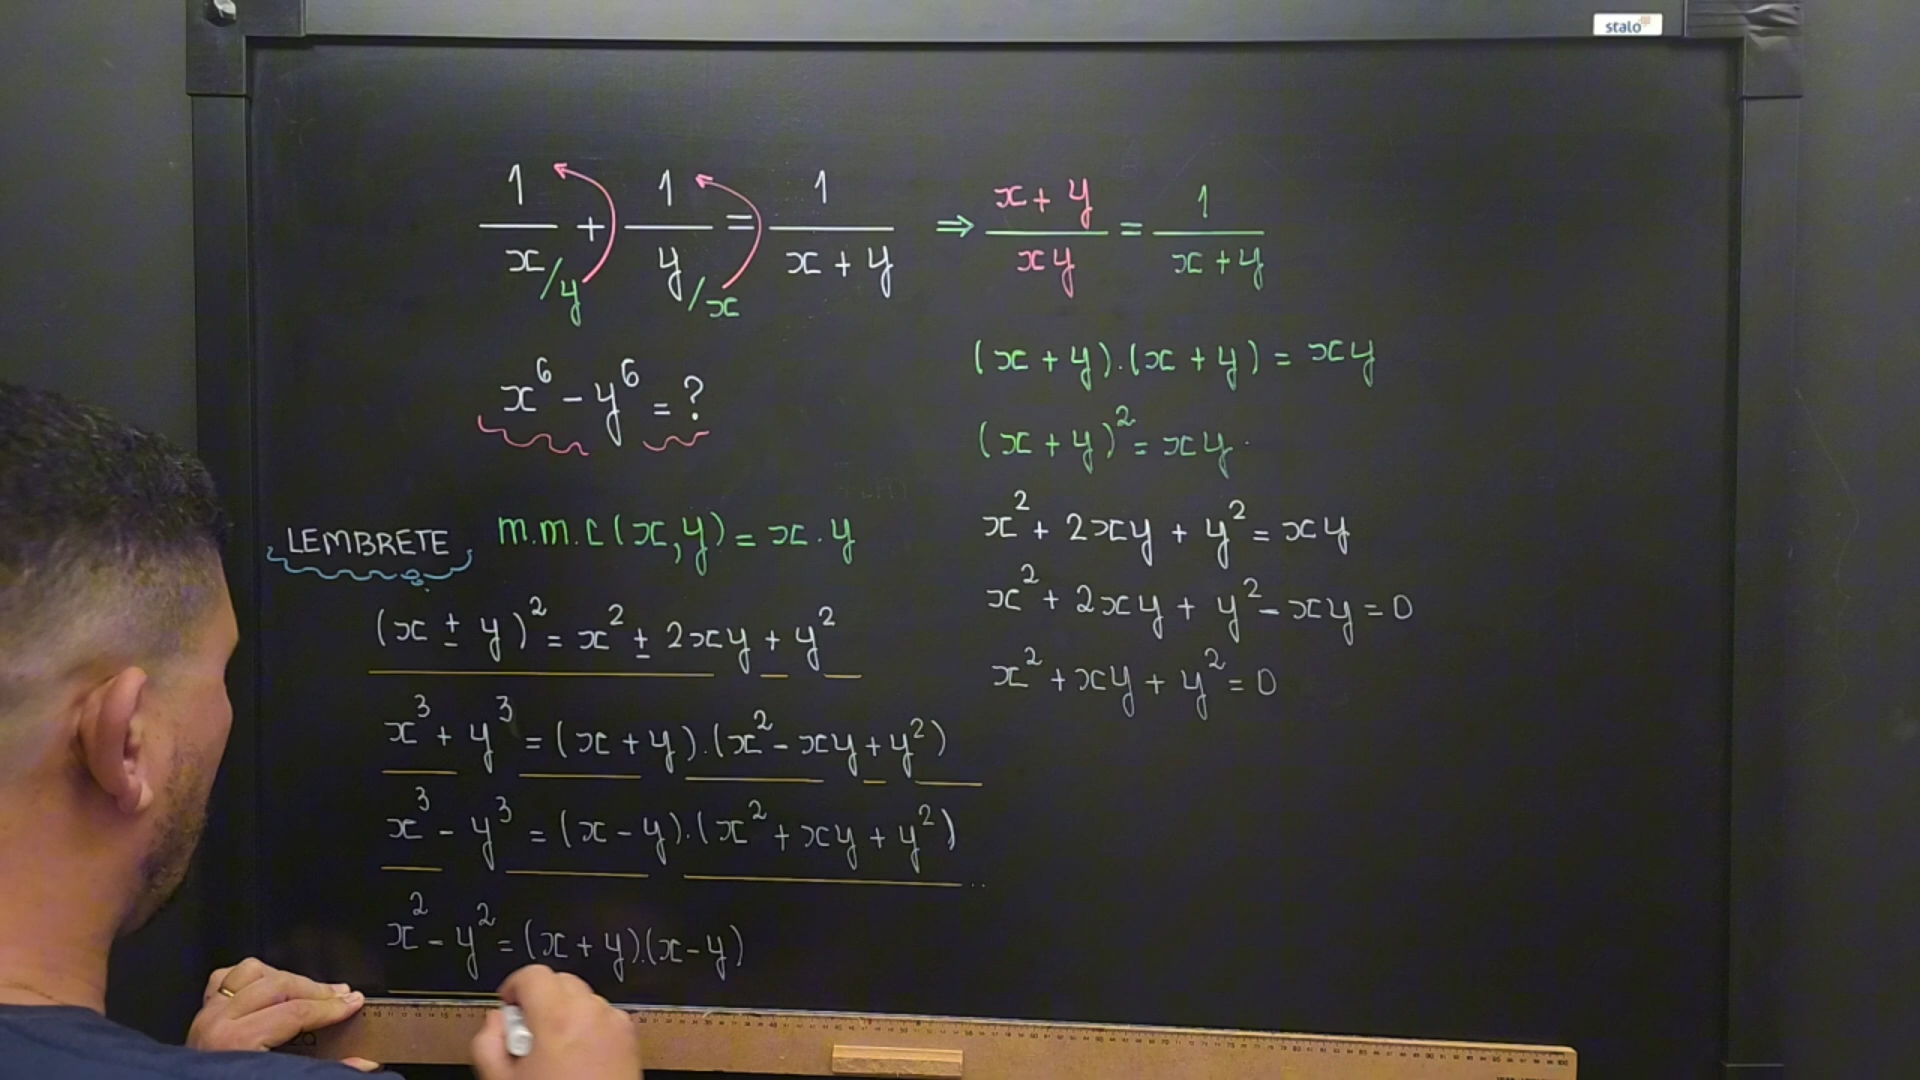 stalo
1/x /y + 1/y /x = 1/(x + y) ⇒ (x + y)/(xy) = 1/(x + y)
(x + y).(x + y) = xy
x⁶ - y⁶ = ?
(x + y)² = xy
LEMBRETE m.m.c(x,y) = x.y
x² + 2xy + y² = xy
x² + 2xy + y² - xy = 0
(x ± y)² = x² ± 2xy + y²
x² + xy + y² = 0
x³ + y³ = (x + y).(x² - xy + y²)
x³ - y³ = (x - y).(x² + xy + y²)
x² - y² = (x + y).(x - y)